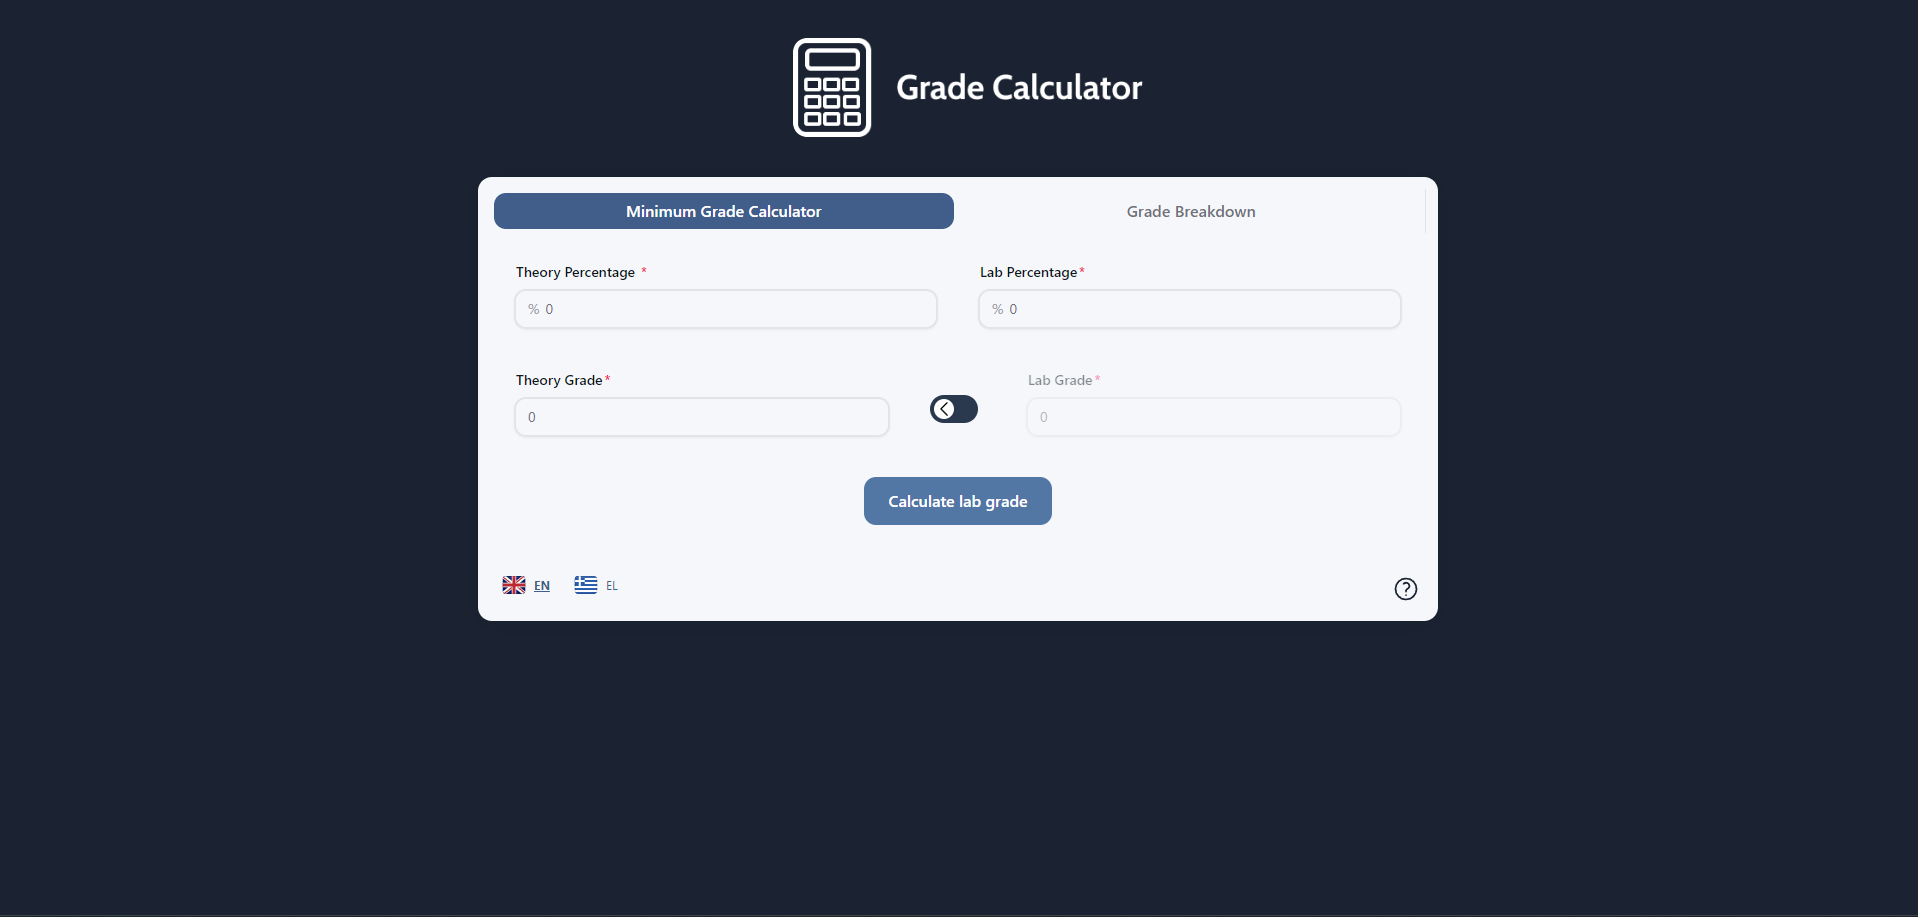 Grade Calculator
Minimum Grade Calculator
Grade Breakdown
Theory Percentage *
Lab Percentage*
% 0
% 0
Theory Grade*
Lab Grade*
0
0
Calculate lab grade
EN
EL
?